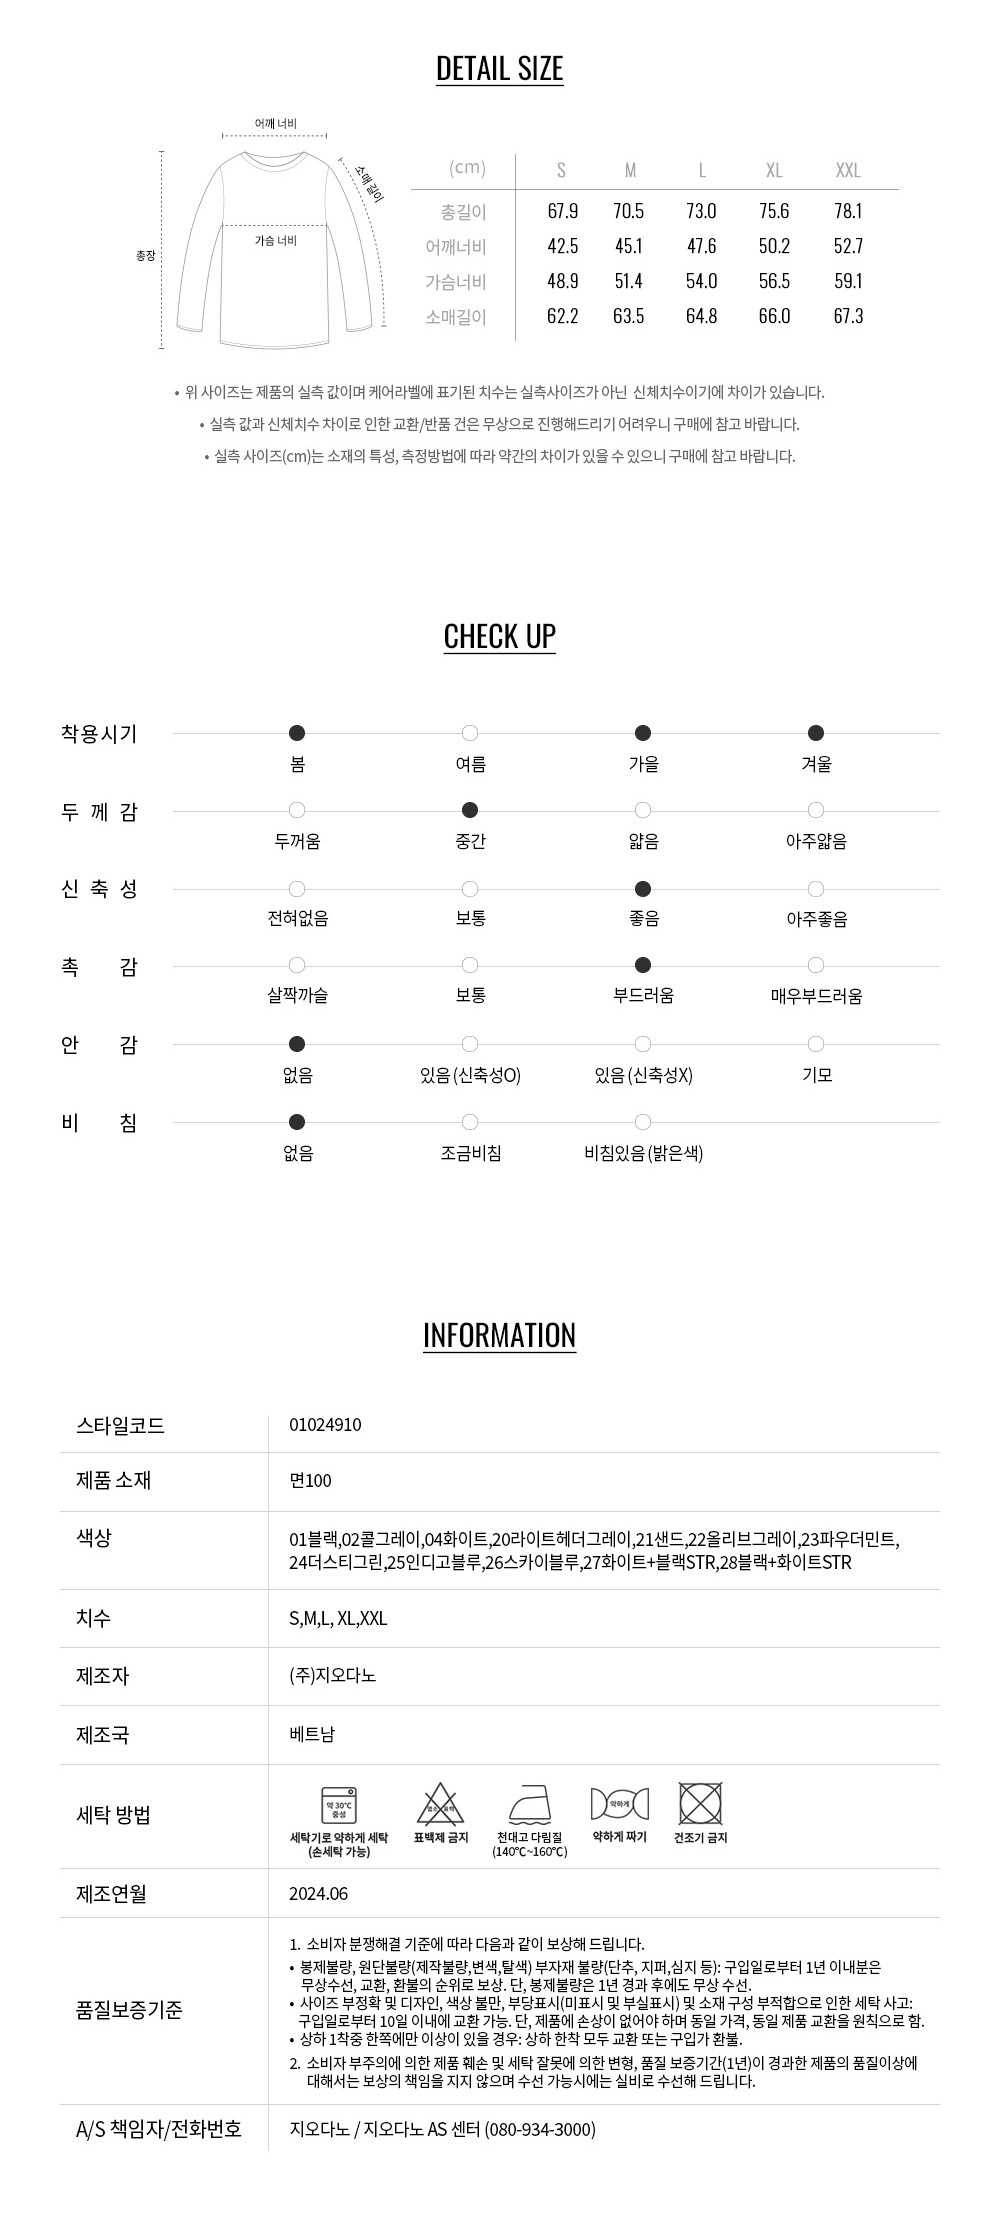 DETAIL SIZE
어깨 너비
소매 길이
가슴 너비
총장
(cm) S M L XL XXL
총길이 67.9 70.5 73.0 75.6 78.1
어깨너비 42.5 45.1 47.6 50.2 52.7
가슴너비 48.9 51.4 54.0 56.5 59.1
소매길이 62.2 63.5 64.8 66.0 67.3
• 위 사이즈는 제품의 실측 값이며 케어라벨에 표기된 치수는 실측사이즈가 아닌 신체치수이기에 차이가 있습니다.
• 실측 값과 신체치수 차이로 인한 교환/반품 건은 무상으로 진행해드리기 어려우니 구매에 참고 바랍니다.
• 실측 사이즈(cm)는 소재의 특성, 측정방법에 따라 약간의 차이가 있을 수 있으니 구매에 참고 바랍니다.
CHECK UP
착용시기
봄 여름 가을 겨울
두께감
두꺼움 중간 얇음 아주얇음
신축성
전혀없음 보통 좋음 아주좋음
촉감
살짝까슬 보통 부드러움 매우부드러움
안감
없음 있음(신축성O) 있음(신축성X) 기모
비침
없음 조금비침 비침있음(밝은색)
INFORMATION
스타일코드 01024910
제품 소재 면100
색상 01블랙,02콜그레이,04화이트,20라이트헤더그레이,21샌드,22올리브그레이,23파우더민트,
24더스티그린,25인디고블루,26스카이블루,27화이트+블랙STR,28블랙+화이트STR
치수 S,M,L, XL,XXL
제조자 (주)지오다노
제조국 베트남
세탁 방법
약 30℃
중성
세탁기로 약하게 세탁
(손세탁 가능)
표백제 금지
천대고 다림질
(140℃~160℃)
약하게
약하게 짜기
건조기 금지
제조연월 2024.06
품질보증기준
1. 소비자 분쟁해결 기준에 따라 다음과 같이 보상해 드립니다.
• 봉제불량, 원단불량(제작불량,변색,탈색) 부자재 불량(단추, 지퍼,심지 등): 구입일로부터 1년 이내분은
무상수선, 교환, 환불의 순위로 보상. 단, 봉제불량은 1년 경과 후에도 무상 수선.
• 사이즈 부정확 및 디자인, 색상 불만, 부당표시(미표시 및 부실표시) 및 소재 구성 부적합으로 인한 세탁 사고:
구입일로부터 10일 이내에 교환 가능. 단, 제품에 손상이 없어야 하며 동일 가격, 동일 제품 교환을 원칙으로 함.
• 상하 1착중 한쪽에만 이상이 있을 경우: 상하 한착 모두 교환 또는 구입가 환불.
2. 소비자 부주의에 의한 제품 훼손 및 세탁 잘못에 의한 변형, 품질 보증기간(1년)이 경과한 제품의 품질이상에
대해서는 보상의 책임을 지지 않으며 수선 가능시에는 실비로 수선해 드립니다.
A/S 책임자/전화번호 지오다노 / 지오다노 AS 센터 (080-934-3000)